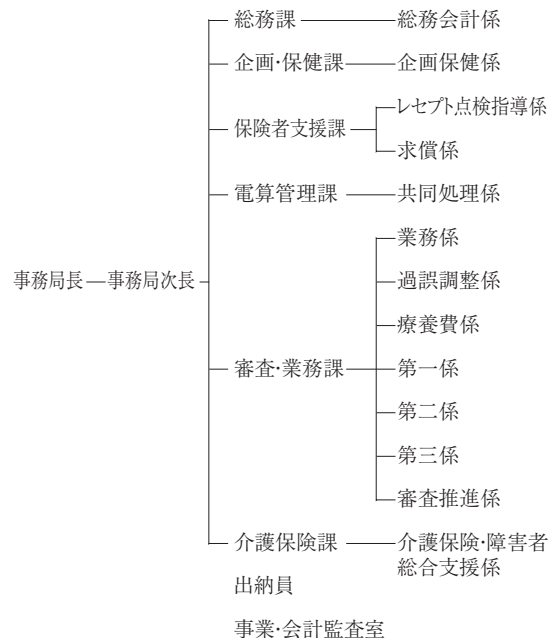 総務課 総務会計係
企画・保健課 企画保健係
保険者支援課 レセプト点検指導係
求償係
電算管理課 共同処理係
事務局長 事務局次長
審査・業務課 業務係
過誤調整係
療養費係
第一係
第二係
第三係
審査推進係
介護保険課 介護保険・障害者
総合支援係
出納員
事業・会計監査室